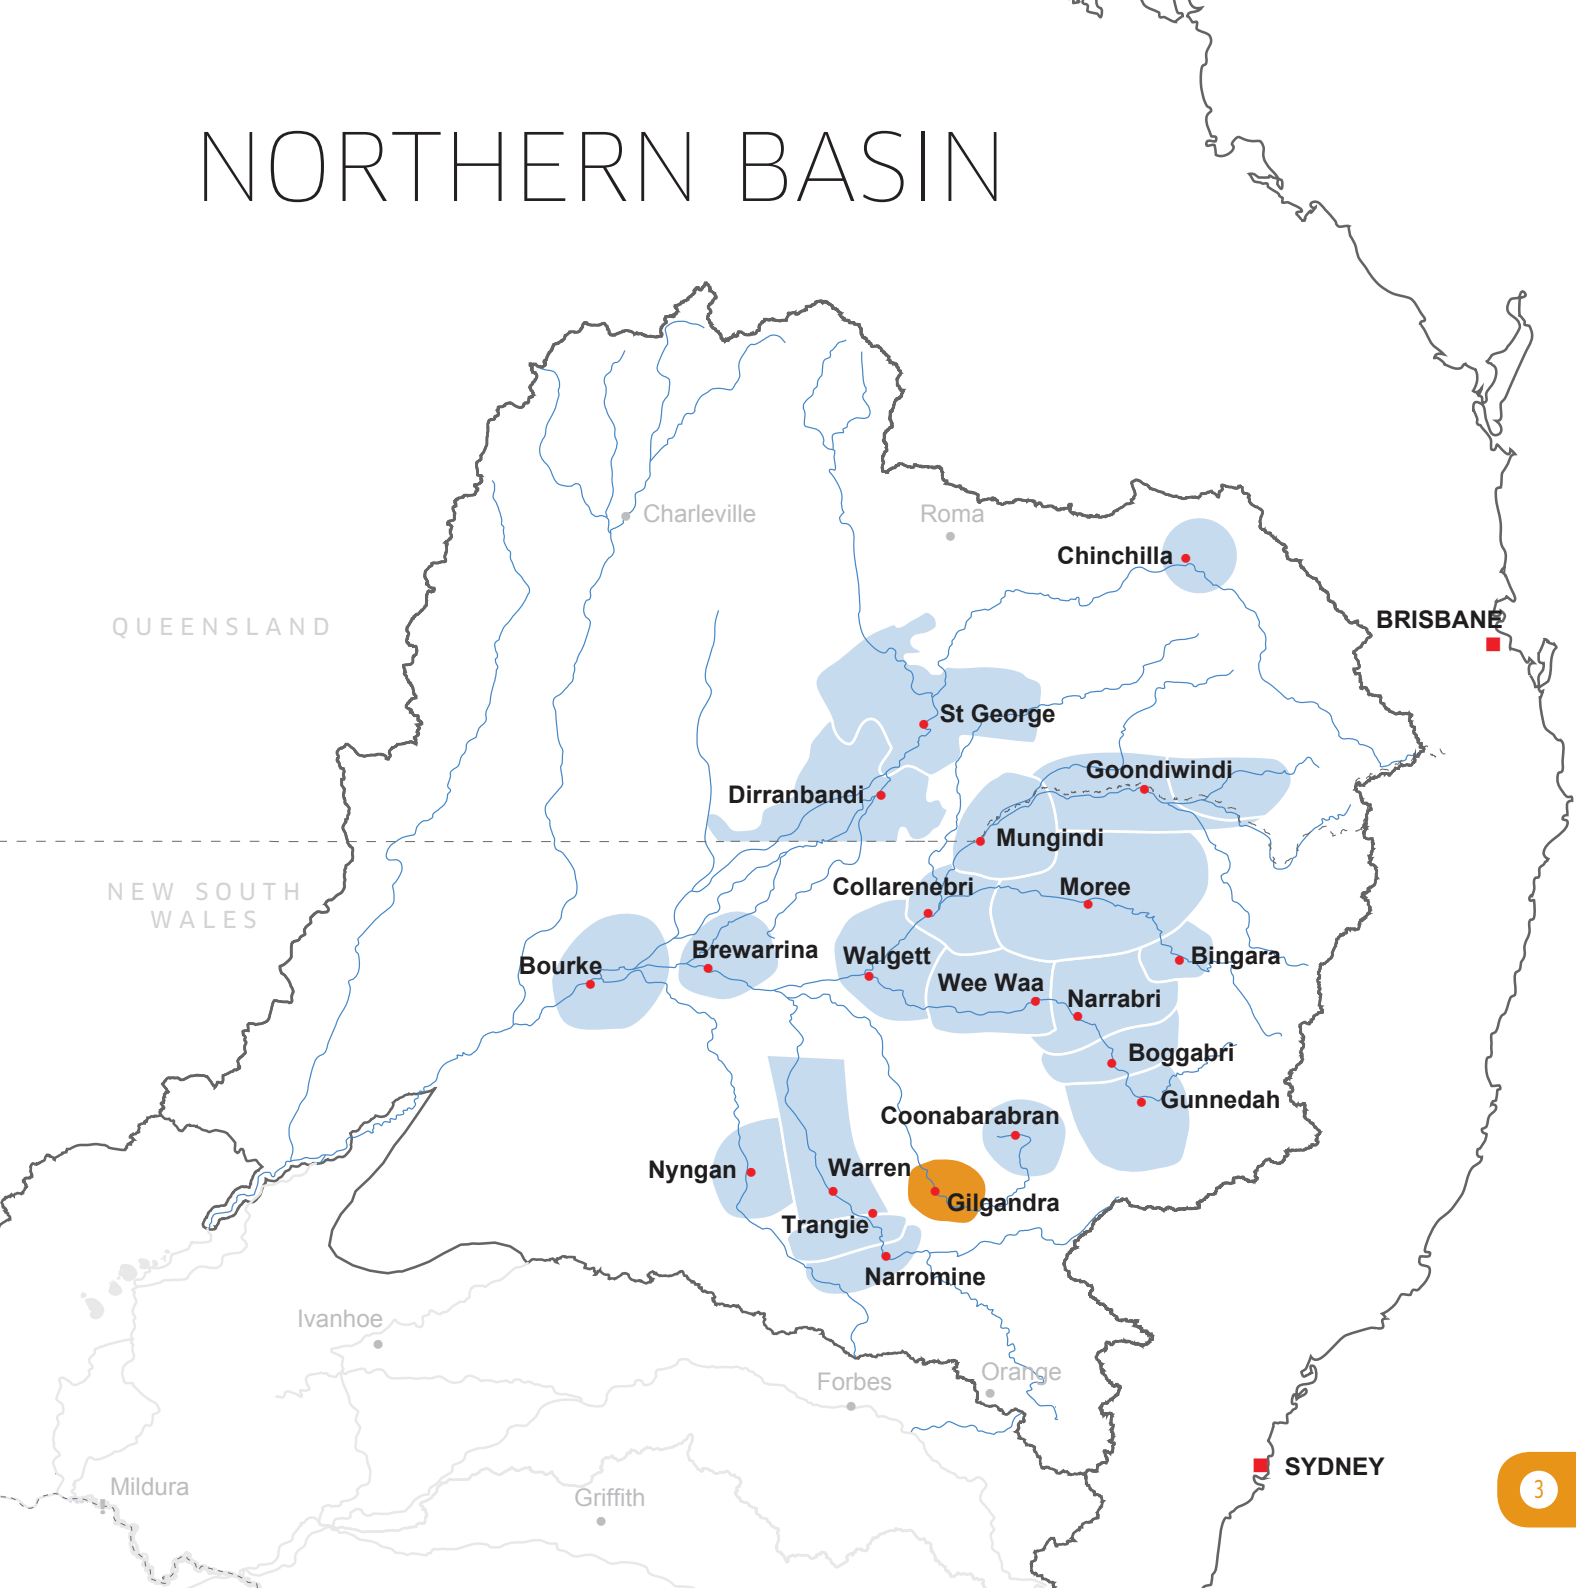 NORTHERN BASIN
Charleville
Roma
Chinchilla
QUEENSLAND
BRISBANE
St George
Goondiwindi
Dirranbandi
Mungindi
NEW SOUTH
WALES
Collarenebri
Moree
Brewarrina
Walgett
Bingara
Bourke
Wee Waa
Narrabri
Boggabri
Gunnedah
Coonabarabran
Nyngan
Warren
Gilgandra
Trangie
Narromine
Ivanhoe
Forbes
Orange
Mildura
Griffith
SYDNEY
3